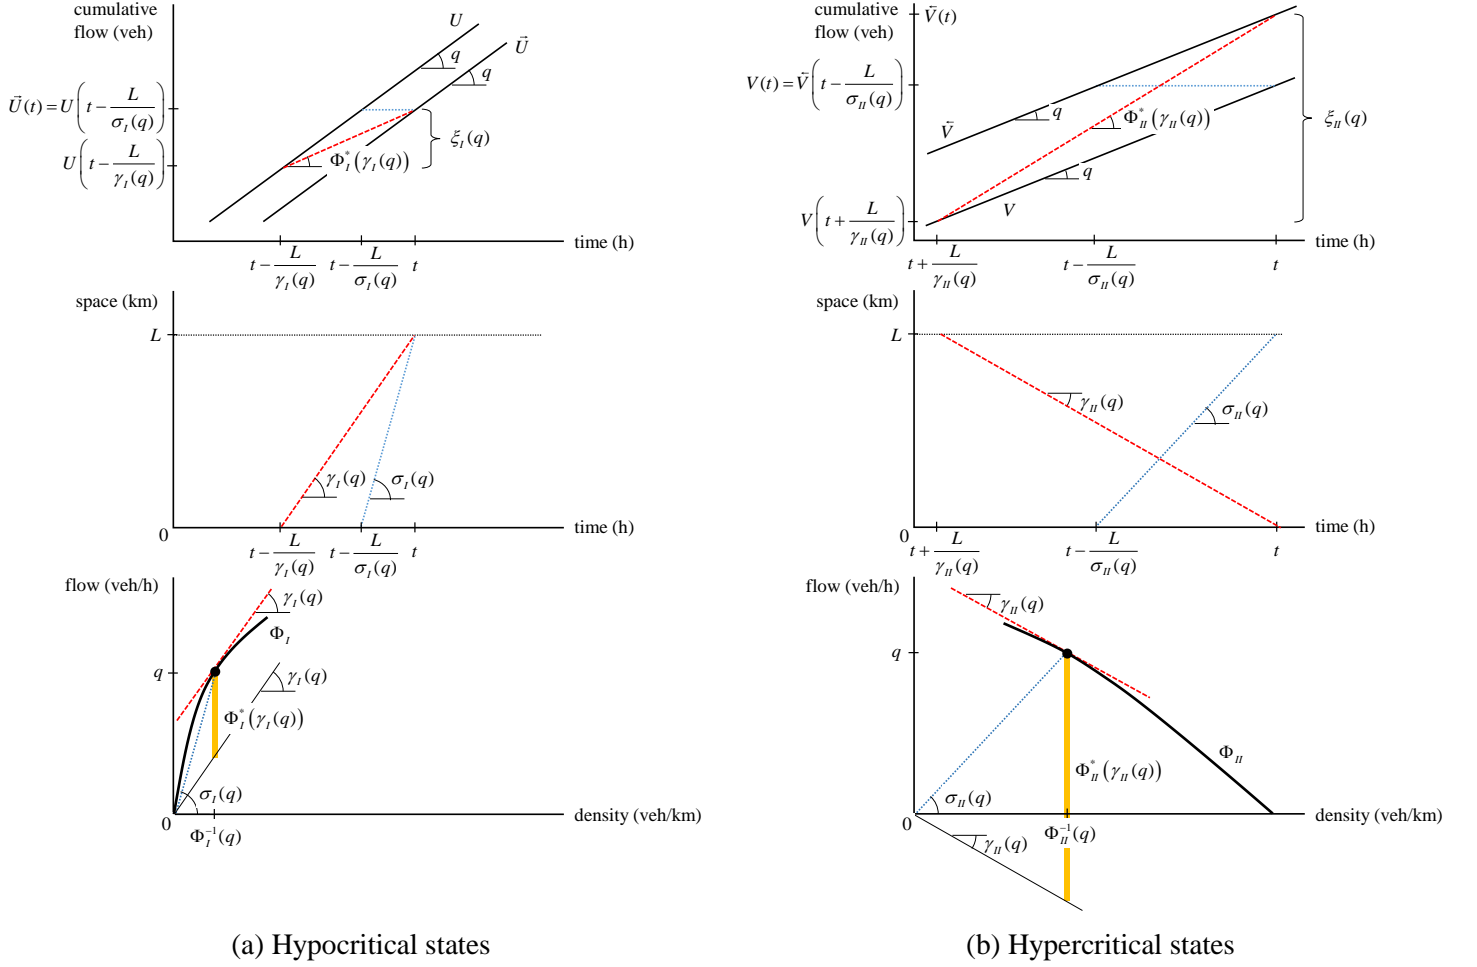 cumulative
flow (veh)
U
U⃗
q
q
U⃗(t) = U(t − L/σ_I(q))
ξ_I(q)
U(t − L/γ_I(q))
Φ*_I(γ_I(q))
time (h)
t − L/γ_I(q)
t − L/σ_I(q)
t
space (km)
L
γ_I(q)
σ_I(q)
0
time (h)
t − L/γ_I(q)
t − L/σ_I(q)
t
flow (veh/h)
γ_I(q)
Φ_I
q
γ_I(q)
Φ*_I(γ_I(q))
σ_I(q)
0
density (veh/km)
Φ_I^{-1}(q)
(a) Hypocritical states
cumulative
flow (veh)
V⃖(t)
V(t) = V⃖(t − L/σ_II(q))
q
Φ*_II(γ_II(q))
ξ_II(q)
V⃖
q
V
V(t + L/γ_II(q))
time (h)
t + L/γ_II(q)
t − L/σ_II(q)
t
space (km)
L
γ_II(q)
σ_II(q)
0
time (h)
t + L/γ_II(q)
t − L/σ_II(q)
t
flow (veh/h)
γ_II(q)
q
Φ_II
Φ*_II(γ_II(q))
σ_II(q)
0
density (veh/km)
Φ_II^{-1}(q)
γ_II(q)
(b) Hypercritical states